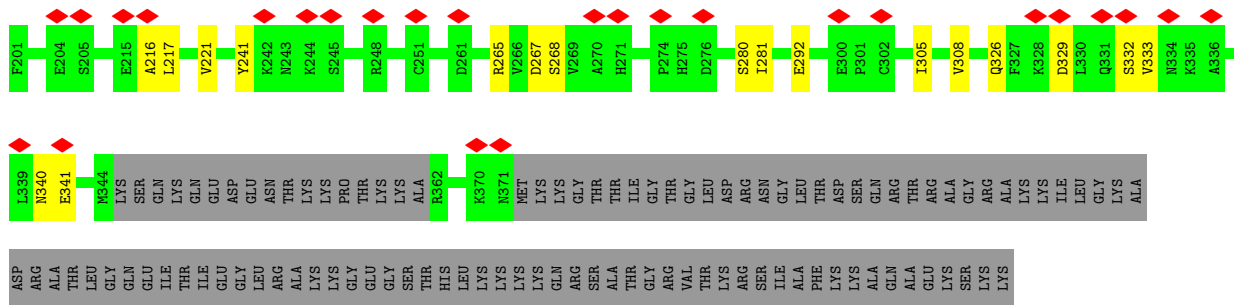 F201 E204 S205 E215 A216 L217 V221 Y241 K242 N243 K244 S245 R248 C251 D261 R265 V266 D267 S268 V269 A270 H271 P274 H275 D276 S280 I281 E292 E300 P301 C302 I305 V308 Q326 F327 K328 D329 L330 Q331 S332 V333 N334 K335 A336
L339 N340 E341 M344 LYS SER GLN LYS GLN GLU ASP GLU ASN THR LYS LYS PRO THR LYS LYS ALA R362 K370 N371 MET LYS LYS GLY THR THR ILE GLY THR GLY LEU ASP ARG ASN GLY LEU THR ASP SER GLN ARG THR ARG ALA GLY ARG ALA LYS LYS ILE LEU GLY LYS ALA
ASP ARG ALA THR LEU GLY GLN GLU ILE THR ILE GLU GLY LEU ARG ALA LYS LYS GLY GLU GLY SER THR HIS LEU LYS LYS LYS LYS GLN ARG SER ALA THR GLY ARG VAL THR LYS ARG SER ILE ALA PHE LYS LYS ALA GLN ALA GLU LYS SER LYS LYS